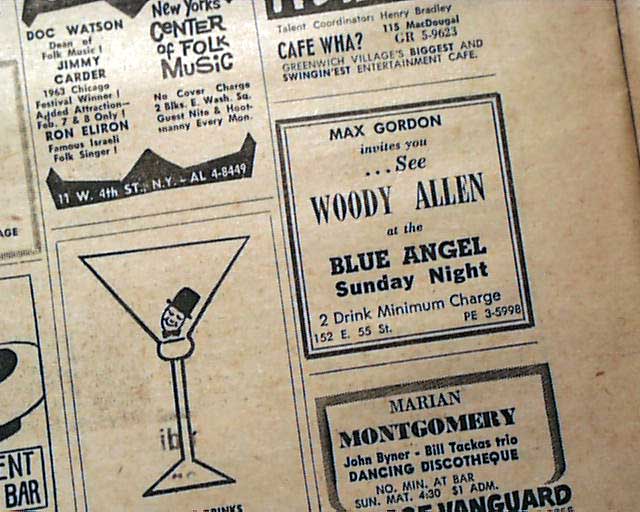 DOC WATSON
Dean of
Folk Music !
JIMMY
CARDER
1963 Chicago
Festival Winner !
Added Attraction—
Feb. 7 & 8 Only !
RON ELIRON
Famous Israeli
Folk Singer !
New Yorks
CENTER
of FOLK
MUSIC
No Cover Charge
2 Blks. E. Wash. Sq.
Guest Nite & Hoot-
nanny Every Mon.
11 W. 4th ST., N.Y. - AL 4-8449
Talent Coordinator: Henry Bradley
CAFE WHA?
115 MacDougal
GR 5-9623
GREENWICH VILLAGE'S BIGGEST AND
SWINGIN'EST ENTERTAINMENT CAFE.
MAX GORDON
invites you
...See
WOODY ALLEN
at the
BLUE ANGEL
Sunday Night
2 Drink Minimum Charge
152 E. 55 St.
PE 3-5998
MARIAN
MONTGOMERY
John Byner - Bill Tackas trio
DANCING DISCOTHEQUE
NO. MIN. AT BAR
SUN. MAT. 4:30 $1 ADM.
VANGUARD
AGE
ENT
BAR
DRINKS